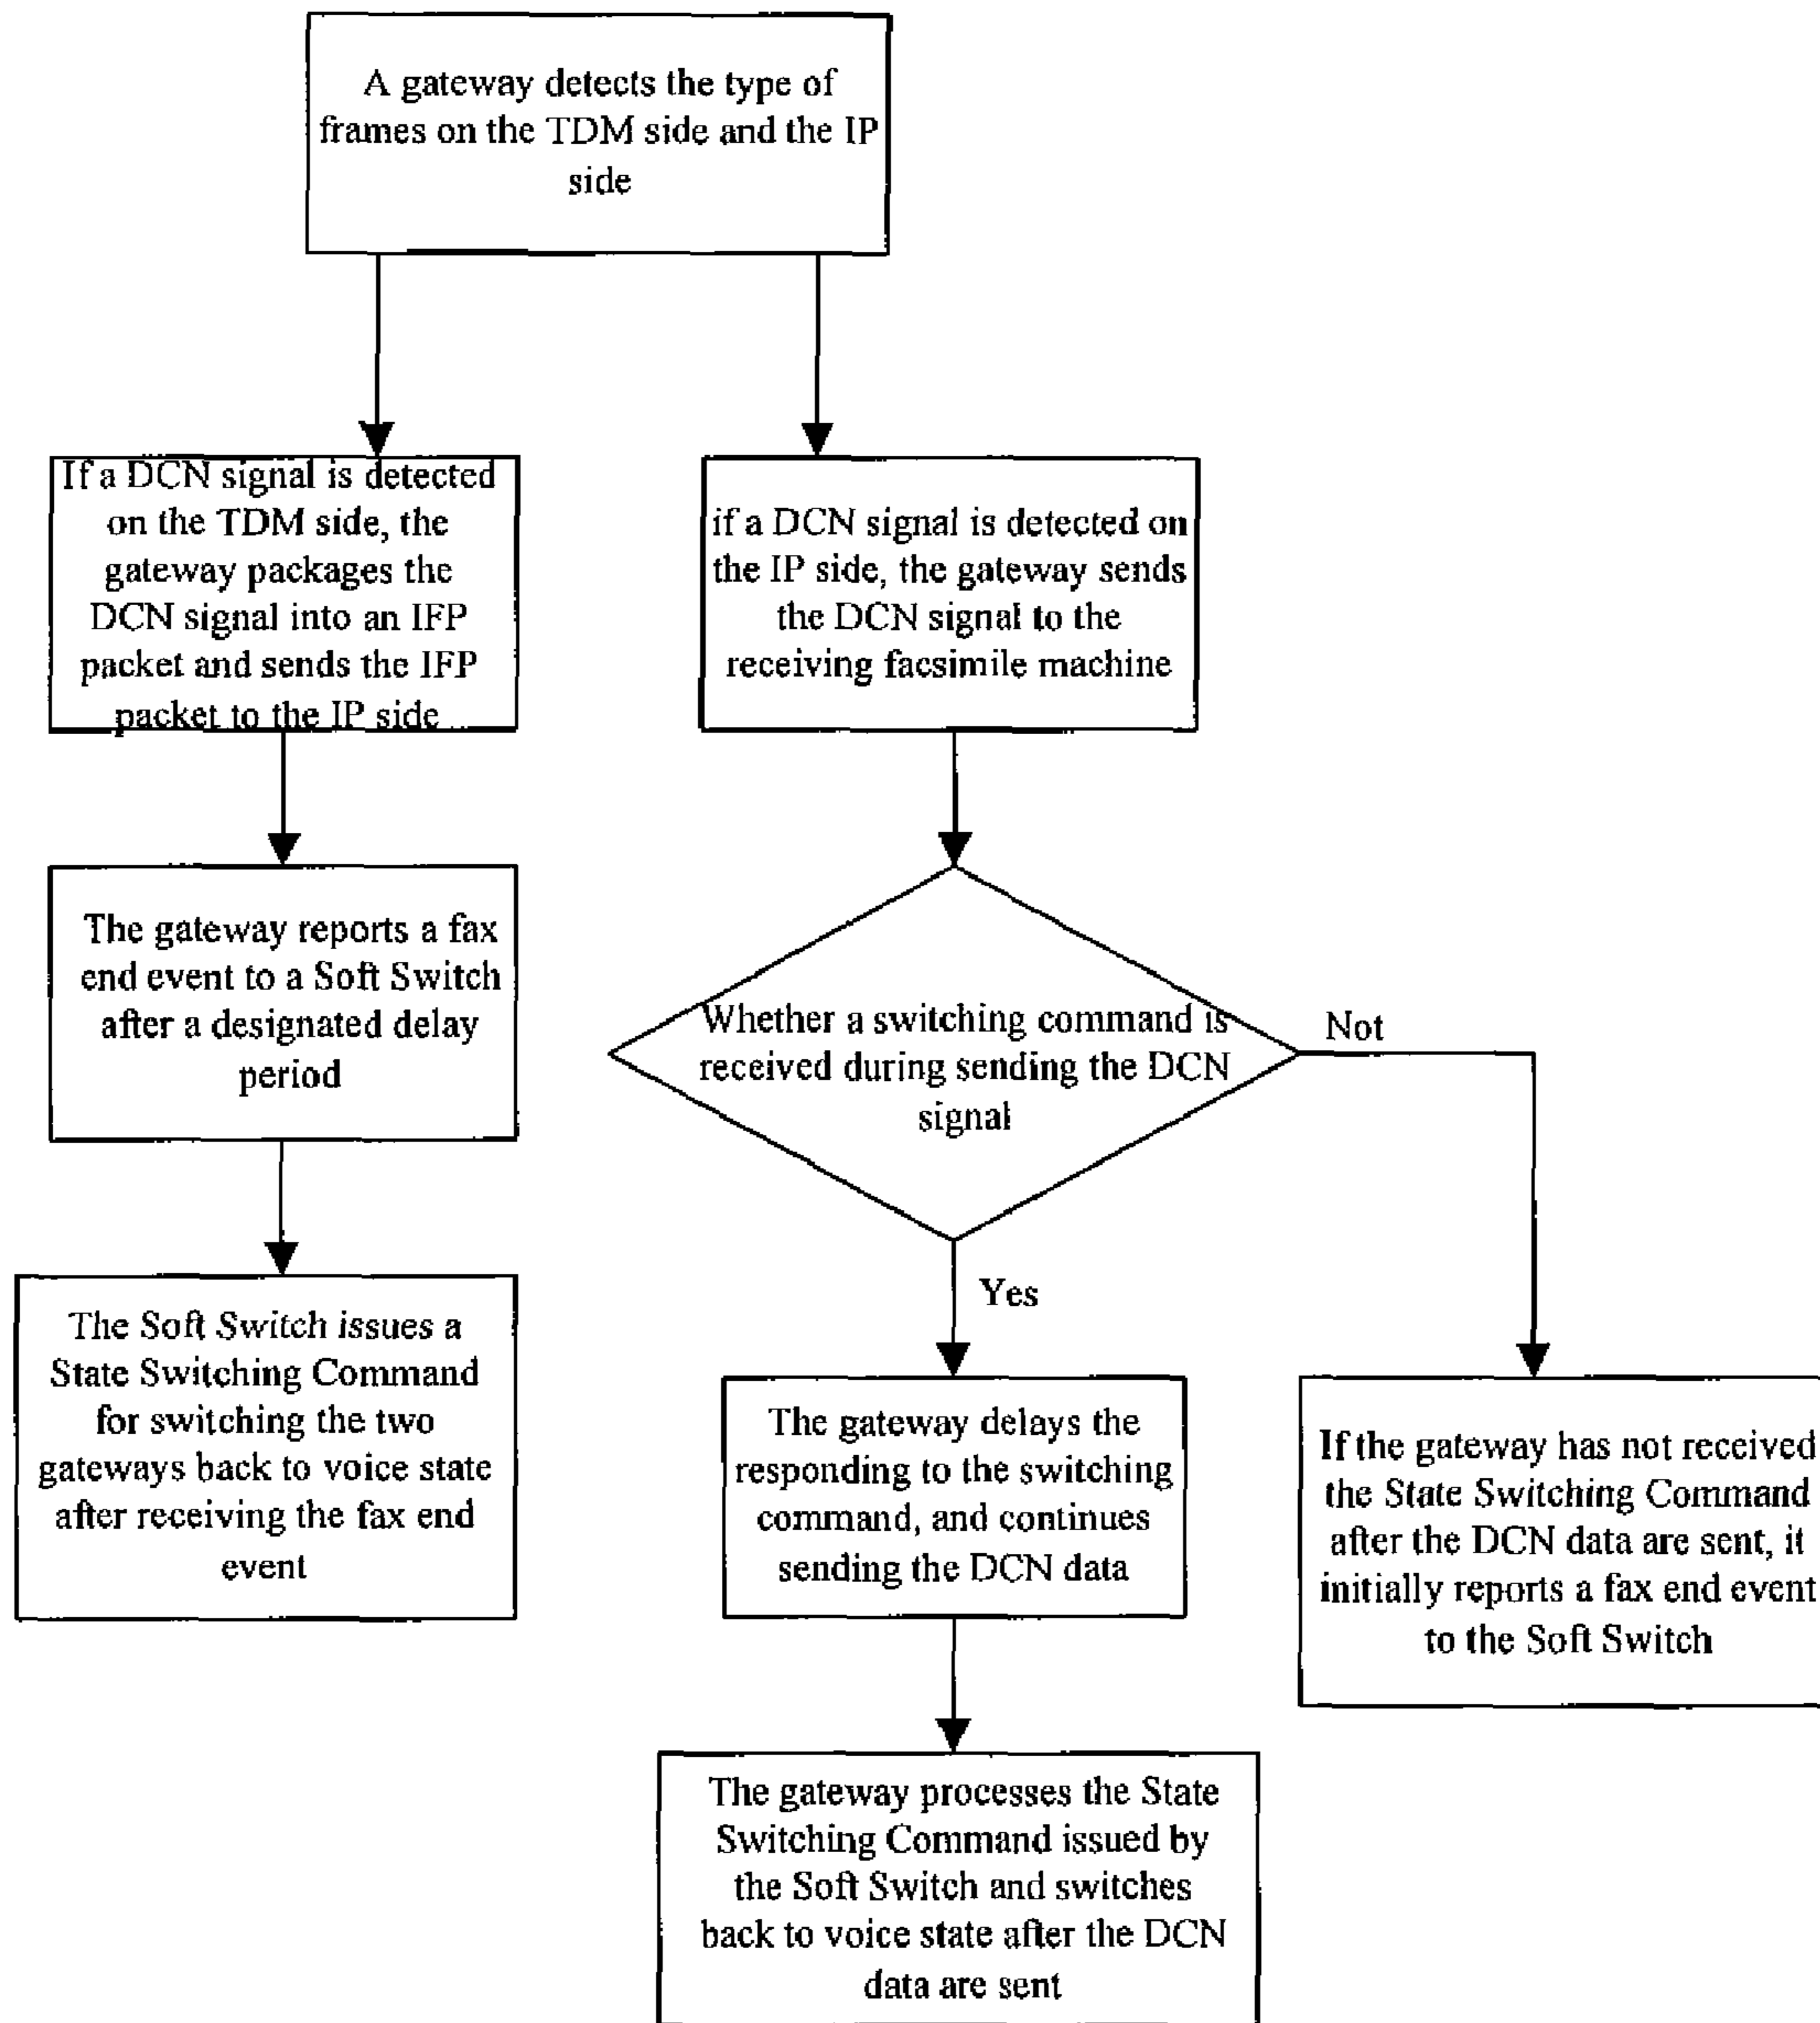 A gateway detects the type of
frames on the TDM side and the IP
side
If a DCN signal is detected
on the TDM side, the
gateway packages the
DCN signal into an IFP
packet and sends the IFP
packet to the IP side
if a DCN signal is detected on
the IP side, the gateway sends
the DCN signal to the
receiving facsimile machine
The gateway reports a fax
end event to a Soft Switch
after a designated delay
period
Whether a switching command is
received during sending the DCN
signal
Not
Yes
The Soft Switch issues a
State Switching Command
for switching the two
gateways back to voice state
after receiving the fax end
event
The gateway delays the
responding to the switching
command, and continues
sending the DCN data
If the gateway has not received
the State Switching Command
after the DCN data are sent, it
initially reports a fax end event
to the Soft Switch
The gateway processes the State
Switching Command issued by
the Soft Switch and switches
back to voice state after the DCN
data are sent